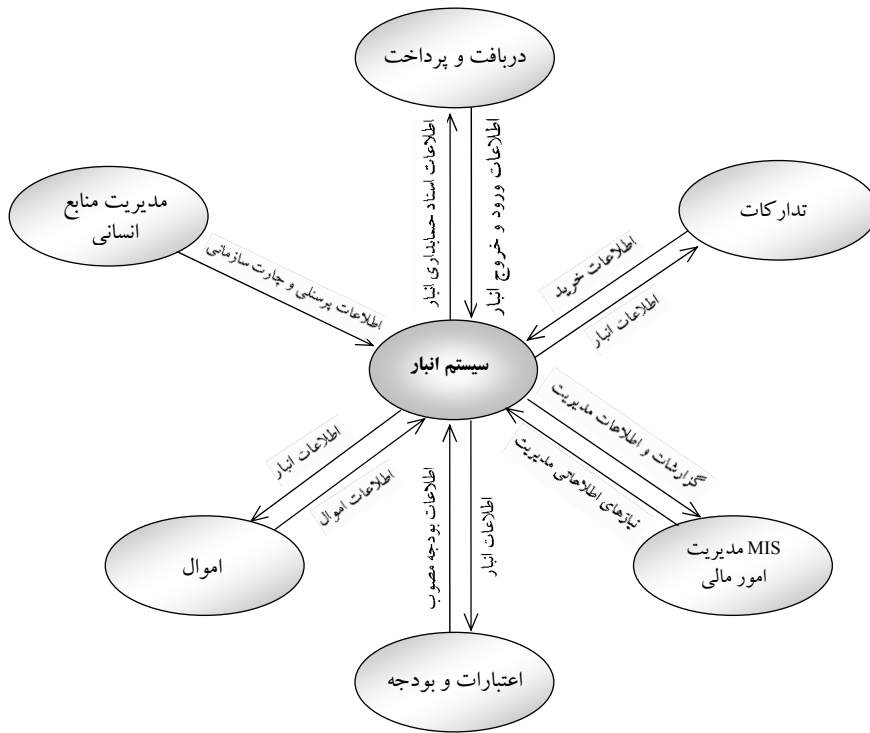 دریافت و پرداخت
اطلاعات اسناد حسابداری انبار
اطلاعات ورود و خروج انبار
مدیریت منابع
انسانی
تدارکات
اطلاعات پرسنلی و چارت سازمانی
اطلاعات خرید
اطلاعات انبار
سیستم انبار
گزارشات و اطلاعات مدیریت
نیازهای اطلاعاتی مدیریت
اطلاعات انبار
اطلاعات اموال
اطلاعات بودجه مصوب
اطلاعات انبار
اموال
MIS مدیریت
امور مالی
اعتبارات و بودجه